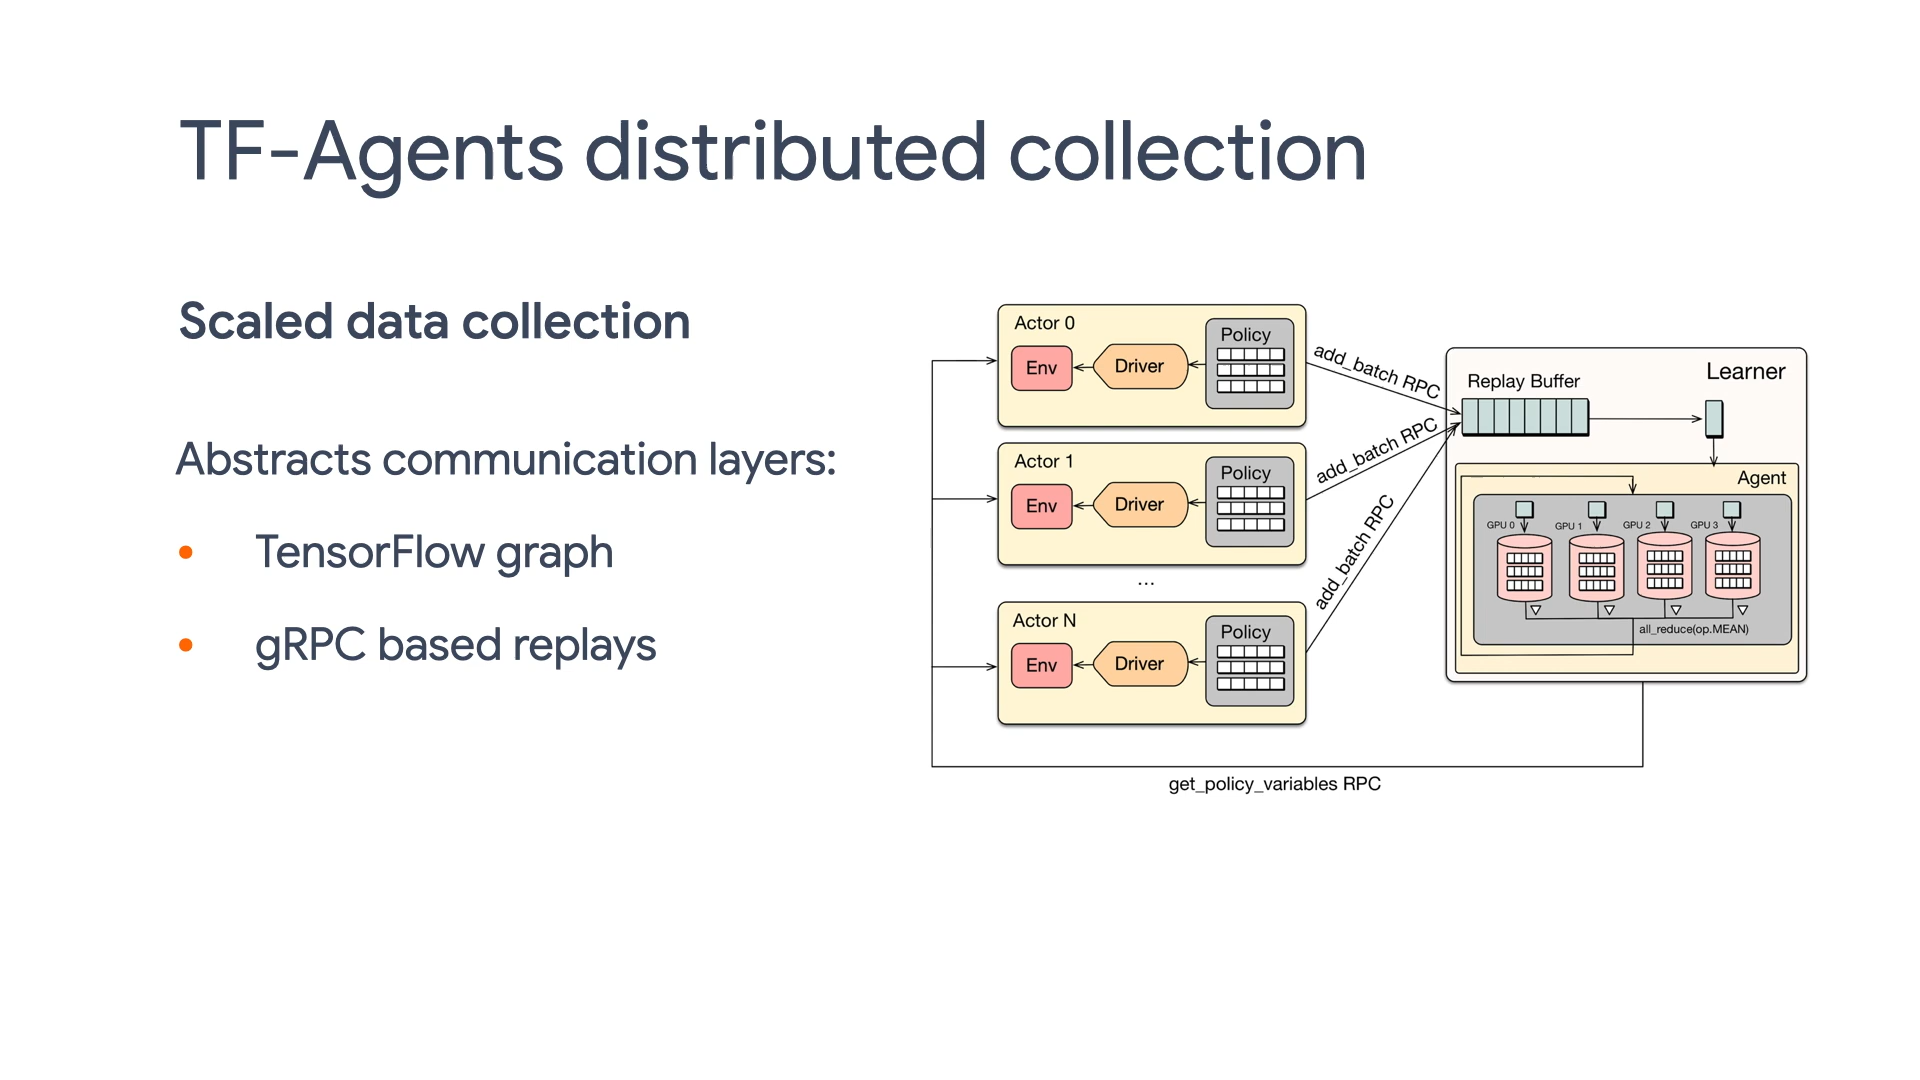 TF-Agents distributed collection
Scaled data collection
Abstracts communication layers:
• TensorFlow graph
• gRPC based replays
Actor 0
Policy
Env
Driver
add_batch RPC
Actor 1
Policy
Env
Driver
add_batch RPC
...
Actor N
Policy
Env
Driver
add_batch RPC
Learner
Replay Buffer
Agent
GPU 0
GPU 1
GPU 2
GPU 3
all_reduce(op.MEAN)
get_policy_variables RPC